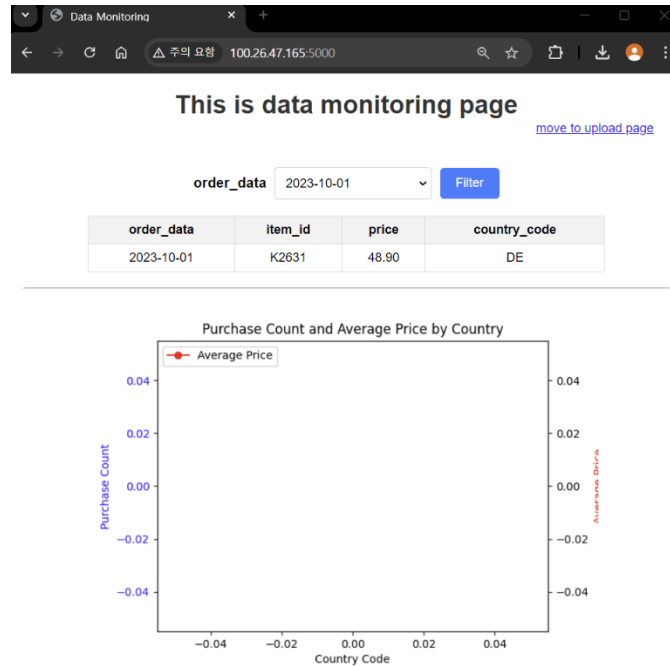 Data Monitoring
주의 요함 100.26.47.165:5000
This is data monitoring page
move to upload page
order_data 2023-10-01 Filter
order_data item_id price country_code
2023-10-01 K2631 48.90 DE
Purchase Count and Average Price by Country
Average Price
0.04 0.04
0.02 0.02
0.00 0.00
−0.02 −0.02
−0.04 −0.04
Purchase Count
Average Price
−0.04 −0.02 0.00 0.02 0.04
Country Code